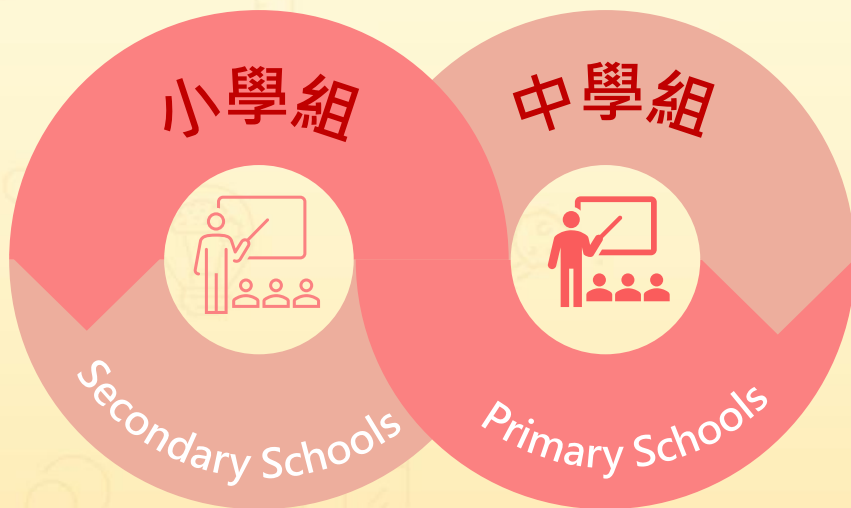 小學組
中學組
Secondary Schools
Primary Schools